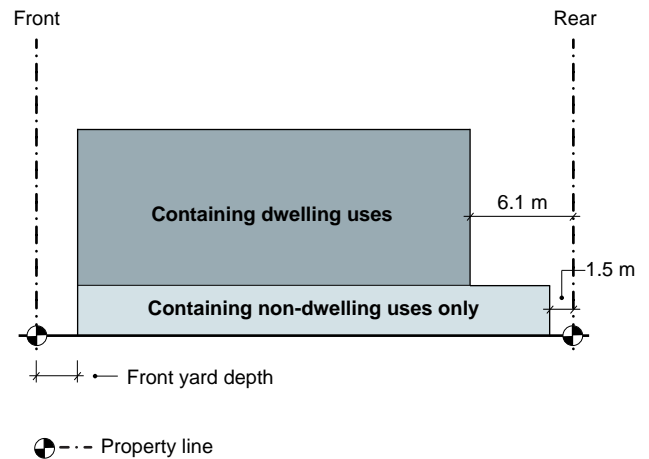 Front
Rear
Containing dwelling uses
6.1 m
1.5 m
Containing non-dwelling uses only
Front yard depth
Property line